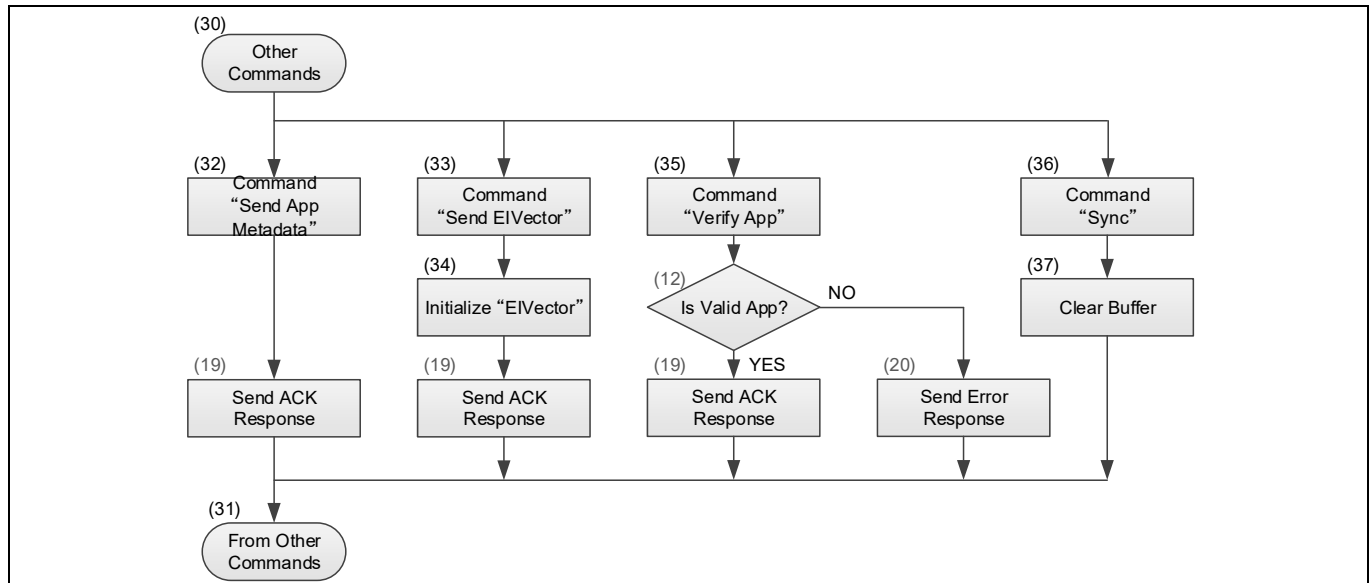 (30)
Other
Commands
(32)
Command
“Send App
Metadata”
(33)
Command
“Send EIVector”
(35)
Command
“Verify App”
(36)
Command
“Sync”
(34)
Initialize “EIVector”
(12)
Is Valid App?
NO
(37)
Clear Buffer
(19)
Send ACK
Response
(19)
Send ACK
Response
(19)
YES
Send ACK
Response
(20)
Send Error
Response
(31)
From Other
Commands